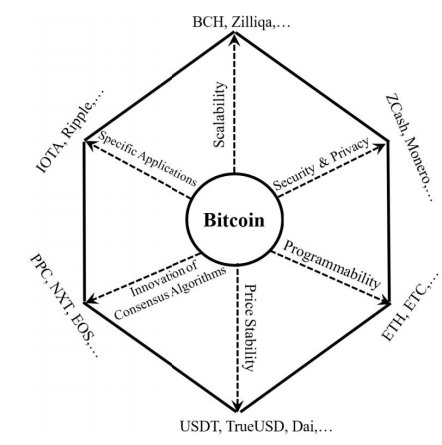 BCH, Zilliqa,...
Scalability
IOTA, Ripple,...
Specific Applications
ZCash, Monero,...
Security & Privacy
Bitcoin
PPC, NXT, EOS,...
Innovation of
Consensus Algorithms
Programmability
ETH, ETC,...
Price Stability
USDT, TrueUSD, Dai,...